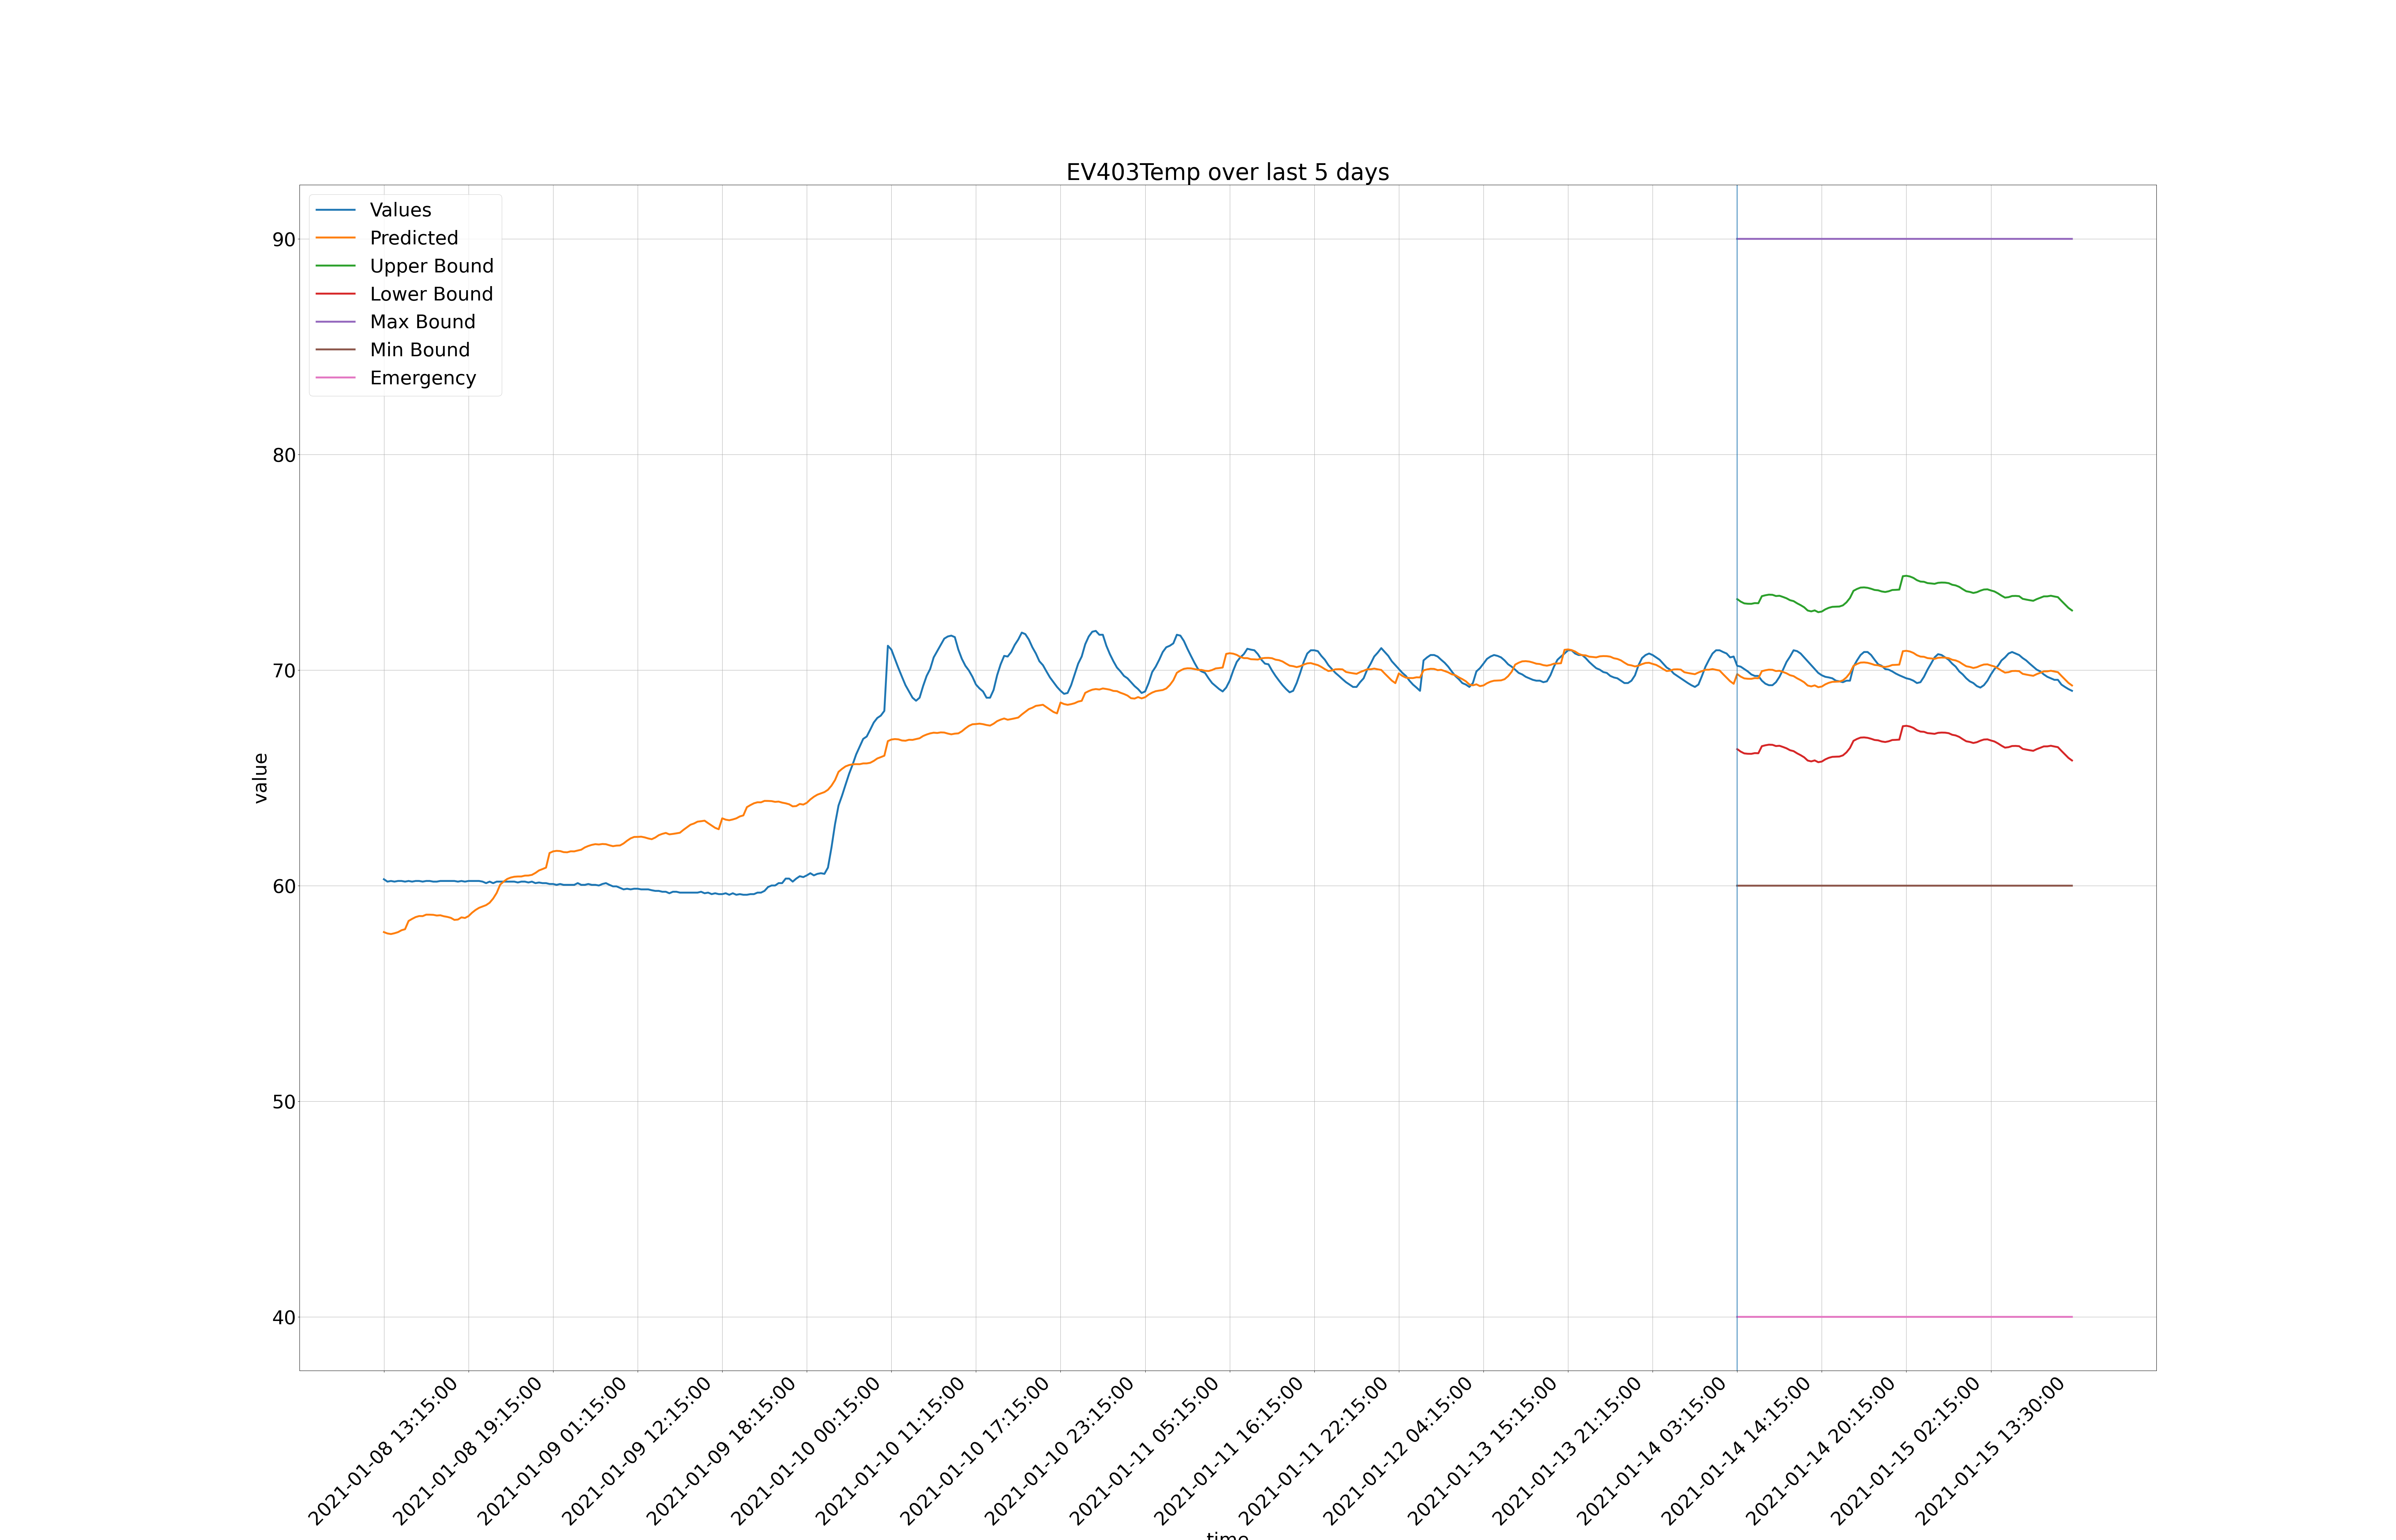 EV403Temp over last 5 days
Values
Predicted
Upper Bound
Lower Bound
Max Bound
Min Bound
Emergency
90
80
70
60
50
40
value
2021-01-08 13:15:00
2021-01-08 19:15:00
2021-01-09 01:15:00
2021-01-09 12:15:00
2021-01-09 18:15:00
2021-01-10 00:15:00
2021-01-10 11:15:00
2021-01-10 17:15:00
2021-01-10 23:15:00
2021-01-11 05:15:00
2021-01-11 16:15:00
2021-01-11 22:15:00
2021-01-12 04:15:00
2021-01-13 15:15:00
2021-01-13 21:15:00
2021-01-14 03:15:00
2021-01-14 14:15:00
2021-01-14 20:15:00
2021-01-15 02:15:00
2021-01-15 13:30:00
time